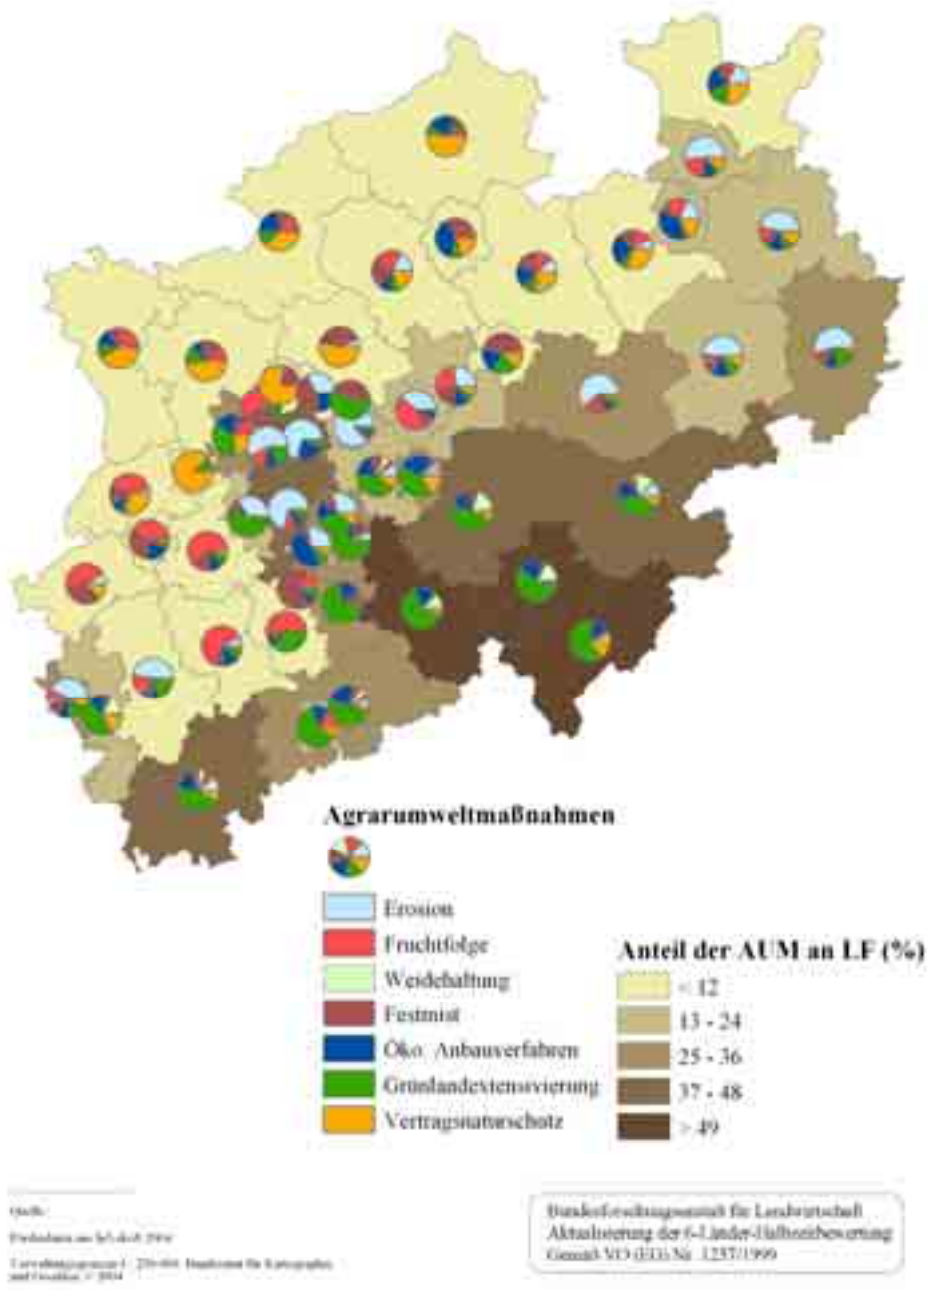 Agrarumweltmaßnahmen
Erosion
Fruchtfolge
Weidehaltung
Festmist
Öko. Anbauverfahren
Grünlandextensivierung
Vertragsnaturschutz
Anteil der AUM an LF (%)
< 12
13 - 24
25 - 36
37 - 48
> 49
Quelle:
Bundesforschungsanstalt für Landwirtschaft
Aktualisierung der 6-Länder-Halbzeitbewertung
Gemäß VO (EG) Nr. 1257/1999